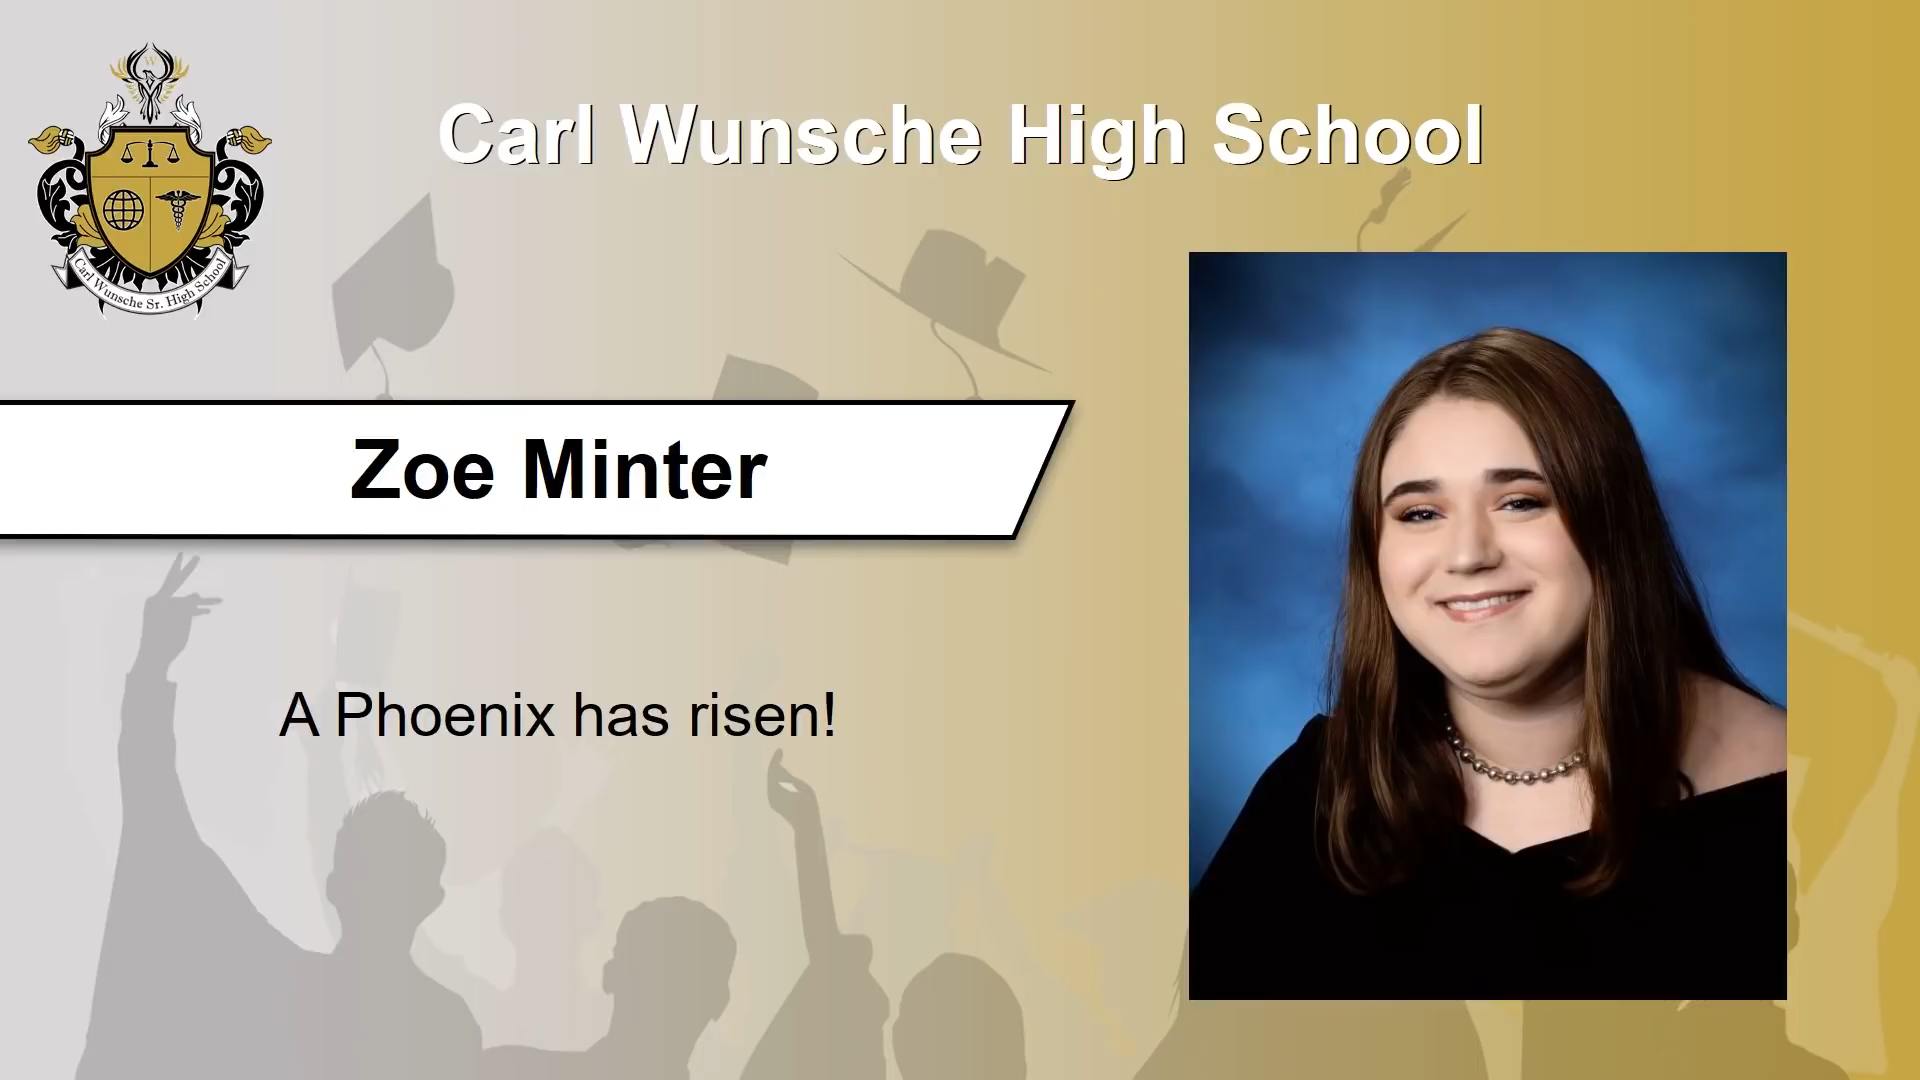 W
Carl Wunsche Sr. High School
Carl Wunsche High School
Zoe Minter
A Phoenix has risen!